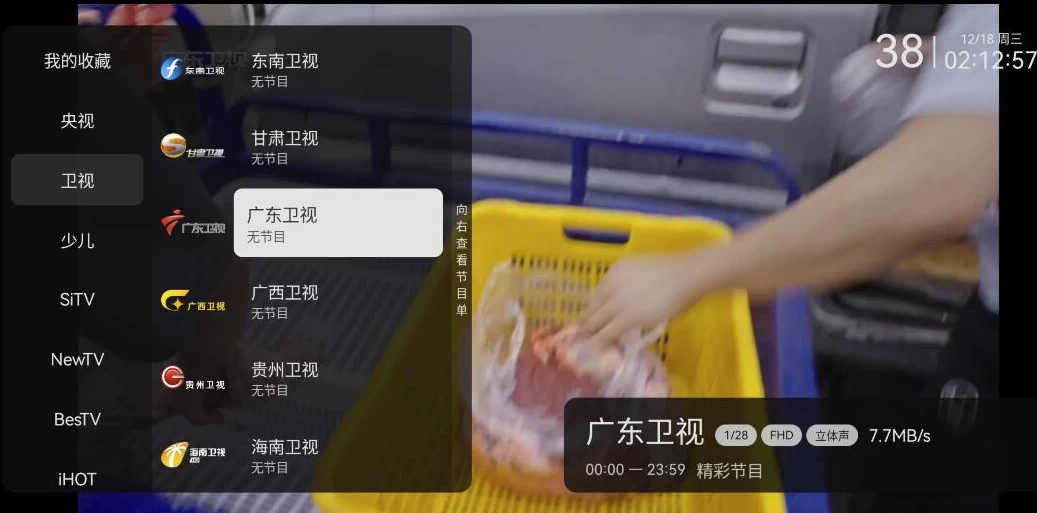 我的收藏
央视
卫视
少儿
SiTV
NewTV
BesTV
iHOT
广东卫视
东南卫视
东南卫视
无节目
甘肃卫视
甘肃卫视
无节目
广东卫视
广东卫视
无节目
广西卫视
广西卫视
无节目
贵州卫视
贵州卫视
无节目
海南卫视
海南卫视
无节目
向右查看节目单
38
12/18 周三
02:12:57
广东卫视 1/28 FHD 立体声 7.7MB/s
00:00 — 23:59 精彩节目